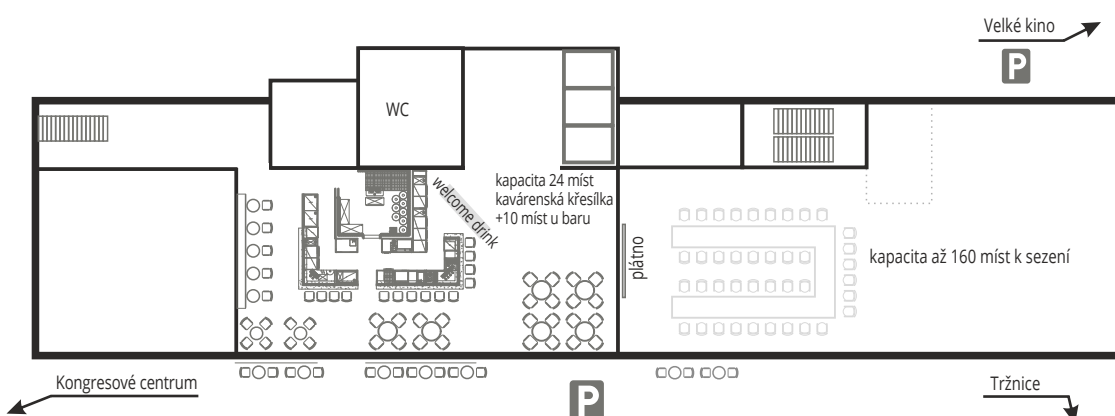 Velké kino
P
WC
welcome drink
kapacita 24 míst
kavárenská křesílka
+10 míst u baru
plátno
kapacita až 160 míst k sezení
Kongresové centrum
P
Tržnice